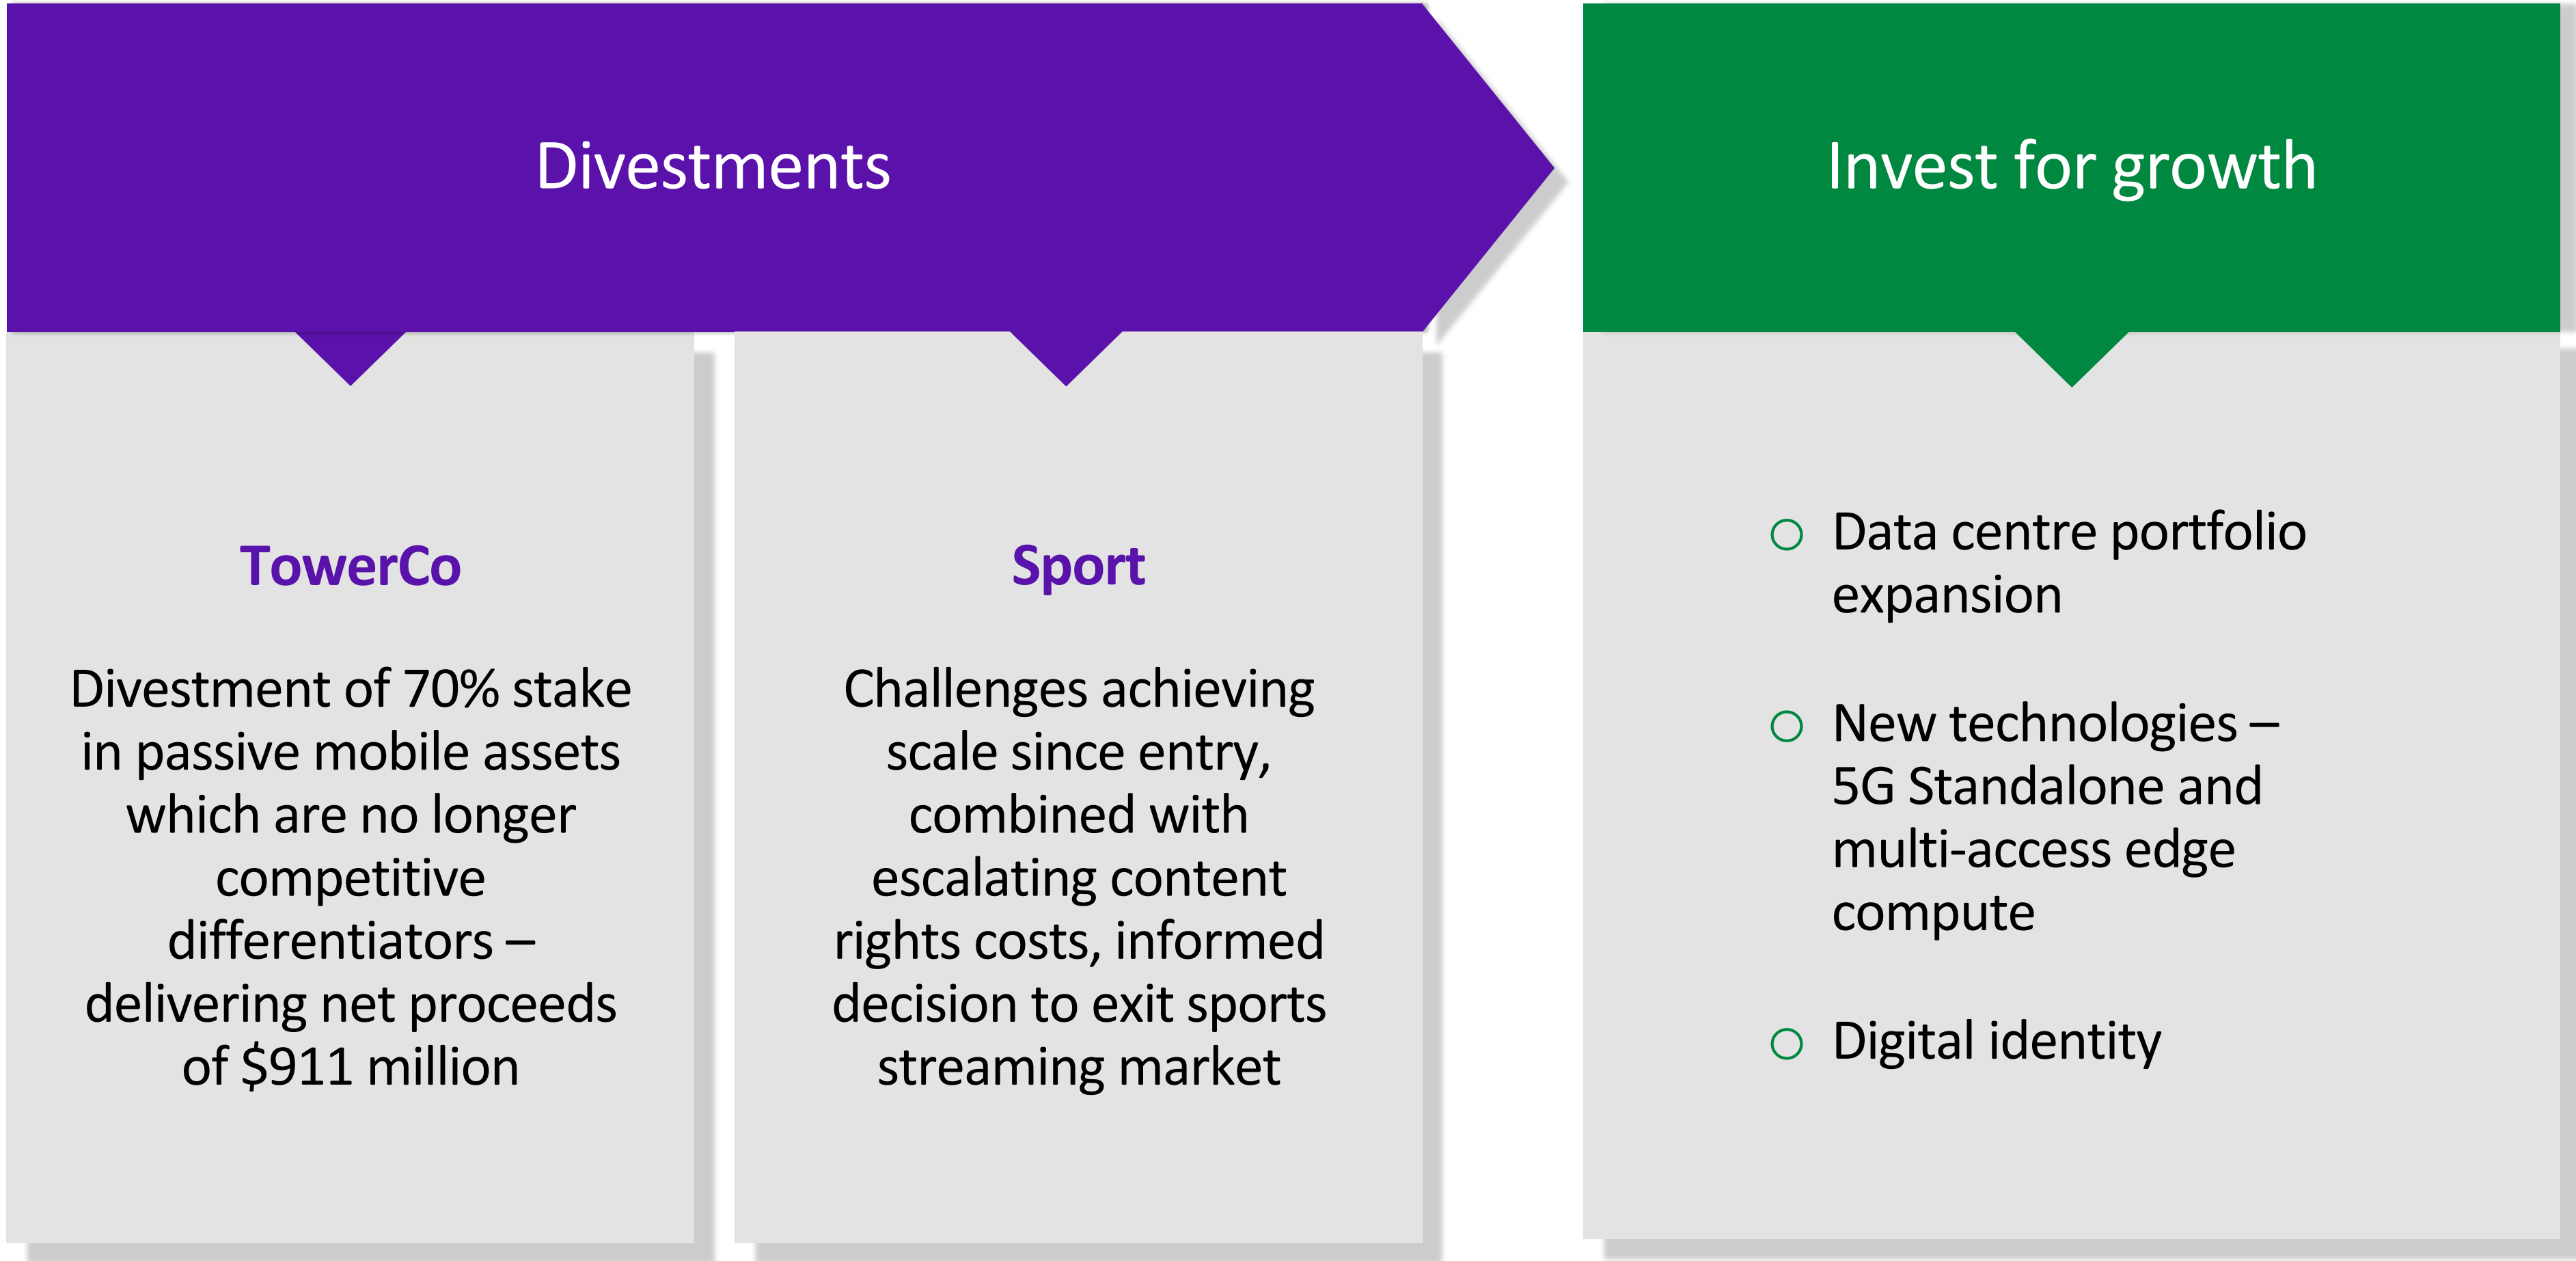 Divestments
Invest for growth
TowerCo
Divestment of 70% stake
in passive mobile assets
which are no longer
competitive
differentiators –
delivering net proceeds
of $911 million
Sport
Challenges achieving
scale since entry,
combined with
escalating content
rights costs, informed
decision to exit sports
streaming market
Data centre portfolio
expansion
New technologies –
5G Standalone and
multi-access edge
compute
Digital identity